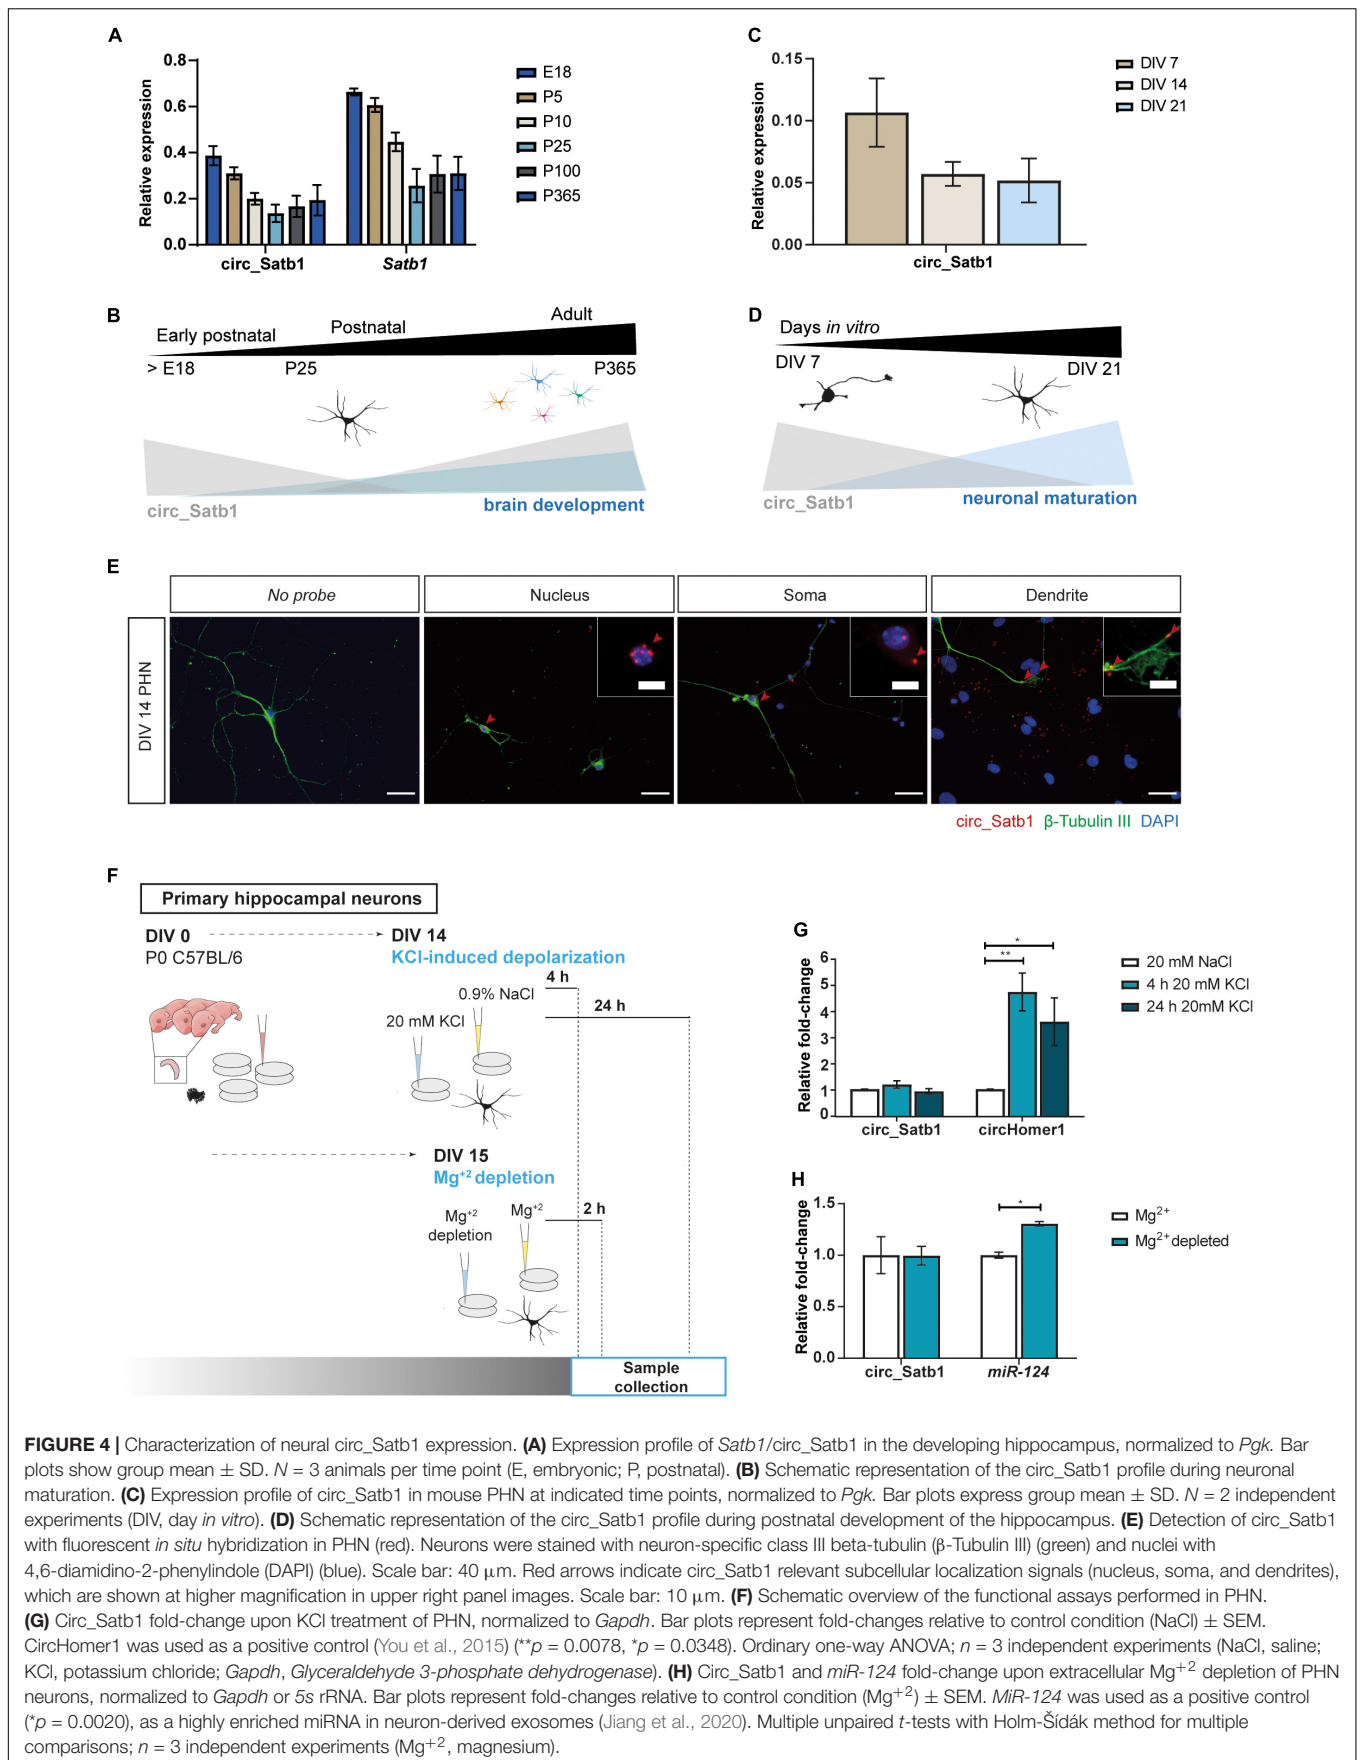 A
0.8
0.6
0.4
0.2
0.0
Relative expression
circ_Satb1
Satb1
E18
P5
P10
P25
P100
P365
C
0.15
0.10
0.05
0.00
Relative expression
circ_Satb1
DIV 7
DIV 14
DIV 21
B
Early postnatal
Postnatal
Adult
> E18
P25
P365
circ_Satb1
brain development
D
Days in vitro
DIV 7
DIV 21
circ_Satb1
neuronal maturation
E
No probe
Nucleus
Soma
Dendrite
DIV 14 PHN
circ_Satb1 β-Tubulin III DAPI
F
Primary hippocampal neurons
DIV 0
P0 C57BL/6
DIV 14
KCl-induced depolarization
4 h
0.9% NaCl
24 h
20 mM KCl
DIV 15
Mg+2 depletion
Mg+2
depletion
Mg+2
2 h
Sample
collection
G
6
5
4
3
2
1
0
Relative fold-change
*
**
circ_Satb1
circHomer1
20 mM NaCl
4 h 20 mM KCl
24 h 20mM KCl
H
1.5
1.0
0.5
0.0
Relative fold-change
*
circ_Satb1
miR-124
Mg2+
Mg2+ depleted
FIGURE 4 | Characterization of neural circ_Satb1 expression. (A) Expression profile of Satb1/circ_Satb1 in the developing hippocampus, normalized to Pgk. Bar
plots show group mean ± SD. N = 3 animals per time point (E, embryonic; P, postnatal). (B) Schematic representation of the circ_Satb1 profile during neuronal
maturation. (C) Expression profile of circ_Satb1 in mouse PHN at indicated time points, normalized to Pgk. Bar plots express group mean ± SD. N = 2 independent
experiments (DIV, day in vitro). (D) Schematic representation of the circ_Satb1 profile during postnatal development of the hippocampus. (E) Detection of circ_Satb1
with fluorescent in situ hybridization in PHN (red). Neurons were stained with neuron-specific class III beta-tubulin (β-Tubulin III) (green) and nuclei with
4,6-diamidino-2-phenylindole (DAPI) (blue). Scale bar: 40 μm. Red arrows indicate circ_Satb1 relevant subcellular localization signals (nucleus, soma, and dendrites),
which are shown at higher magnification in upper right panel images. Scale bar: 10 μm. (F) Schematic overview of the functional assays performed in PHN.
(G) Circ_Satb1 fold-change upon KCl treatment of PHN, normalized to Gapdh. Bar plots represent fold-changes relative to control condition (NaCl) ± SEM.
CircHomer1 was used as a positive control (You et al., 2015) (**p = 0.0078, *p = 0.0348). Ordinary one-way ANOVA; n = 3 independent experiments (NaCl, saline;
KCl, potassium chloride; Gapdh, Glyceraldehyde 3-phosphate dehydrogenase). (H) Circ_Satb1 and miR-124 fold-change upon extracellular Mg+2 depletion of PHN
neurons, normalized to Gapdh or 5s rRNA. Bar plots represent fold-changes relative to control condition (Mg+2) ± SEM. MiR-124 was used as a positive control
(*p = 0.0020), as a highly enriched miRNA in neuron-derived exosomes (Jiang et al., 2020). Multiple unpaired t-tests with Holm-Šídák method for multiple
comparisons; n = 3 independent experiments (Mg+2, magnesium).